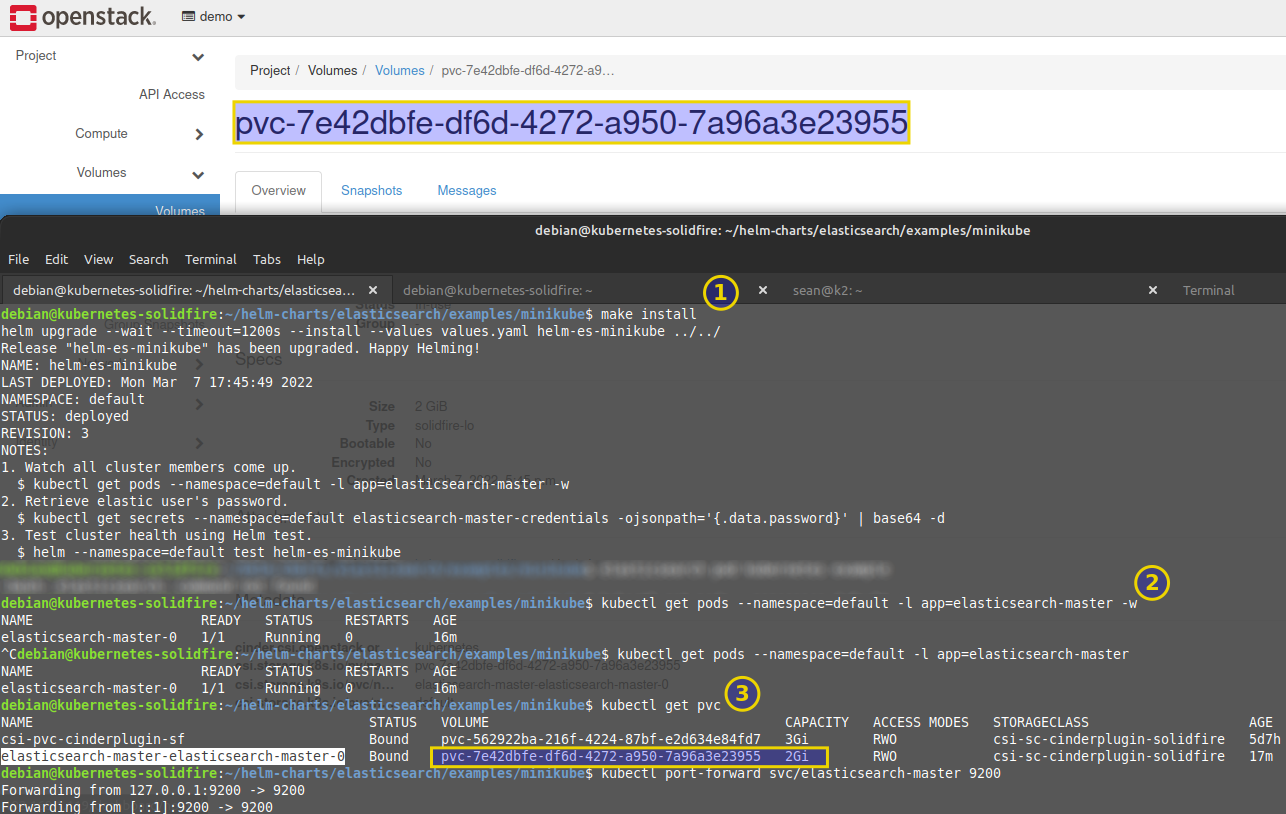 openstack. demo
Project
API Access
Compute
Volumes
Volumes
Project / Volumes / Volumes / pvc-7e42dbfe-df6d-4272-a9…
pvc-7e42dbfe-df6d-4272-a950-7a96a3e23955
Overview Snapshots Messages
debian@kubernetes-solidfire: ~/helm-charts/elasticsearch/examples/minikube
File Edit View Search Terminal Tabs Help
debian@kubernetes-solidfire: ~/helm-charts/elasticsea… × debian@kubernetes-solidfire: ~ × sean@k2: ~ × Terminal
1
debian@kubernetes-solidfire:~/helm-charts/elasticsearch/examples/minikube$ make install
helm upgrade --wait --timeout=1200s --install --values values.yaml helm-es-minikube ../../
Release "helm-es-minikube" has been upgraded. Happy Helming!
NAME: helm-es-minikube
LAST DEPLOYED: Mon Mar  7 17:45:49 2022
NAMESPACE: default
STATUS: deployed
REVISION: 3
NOTES:
1. Watch all cluster members come up.
  $ kubectl get pods --namespace=default -l app=elasticsearch-master -w
2. Retrieve elastic user's password.
  $ kubectl get secrets --namespace=default elasticsearch-master-credentials -ojsonpath='{.data.password}' | base64 -d
3. Test cluster health using Helm test.
  $ helm --namespace=default test helm-es-minikube
Group
Specs
Size 2 GiB
Type solidfire-lo
Bootable No
Encrypted No
2
debian@kubernetes-solidfire:~/helm-charts/elasticsearch/examples/minikube$ kubectl get pods --namespace=default -l app=elasticsearch-master -w
NAME READY STATUS RESTARTS AGE
elasticsearch-master-0 1/1 Running 0 16m
^Cdebian@kubernetes-solidfire:~/helm-charts/elasticsearch/examples/minikube$ kubectl get pods --namespace=default -l app=elasticsearch-master
NAME READY STATUS RESTARTS AGE
elasticsearch-master-0 1/1 Running 0 16m
3
debian@kubernetes-solidfire:~/helm-charts/elasticsearch/examples/minikube$ kubectl get pvc
NAME STATUS VOLUME CAPACITY ACCESS MODES STORAGECLASS AGE
csi-pvc-cinderplugin-sf Bound pvc-562922ba-216f-4224-87bf-e2d634e84fd7 3Gi RWO csi-sc-cinderplugin-solidfire 5d7h
elasticsearch-master-elasticsearch-master-0 Bound pvc-7e42dbfe-df6d-4272-a950-7a96a3e23955 2Gi RWO csi-sc-cinderplugin-solidfire 17m
debian@kubernetes-solidfire:~/helm-charts/elasticsearch/examples/minikube$ kubectl port-forward svc/elasticsearch-master 9200
Forwarding from 127.0.0.1:9200 -> 9200
Forwarding from [::1]:9200 -> 9200